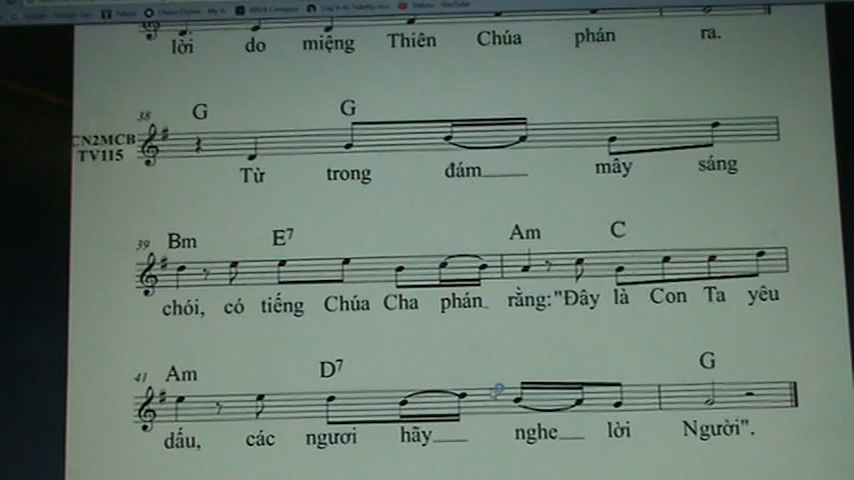 Yahoo
YouTube
lời do miệng Thiên Chúa phán ra.
38 G G
CN2MCB
TV115
Từ trong đám mây sáng
39 Bm E7 Am C
chói, có tiếng Chúa Cha phán rằng:"Đây là Con Ta yêu
41 Am D7 G
dấu, các ngươi hãy nghe lời Người".